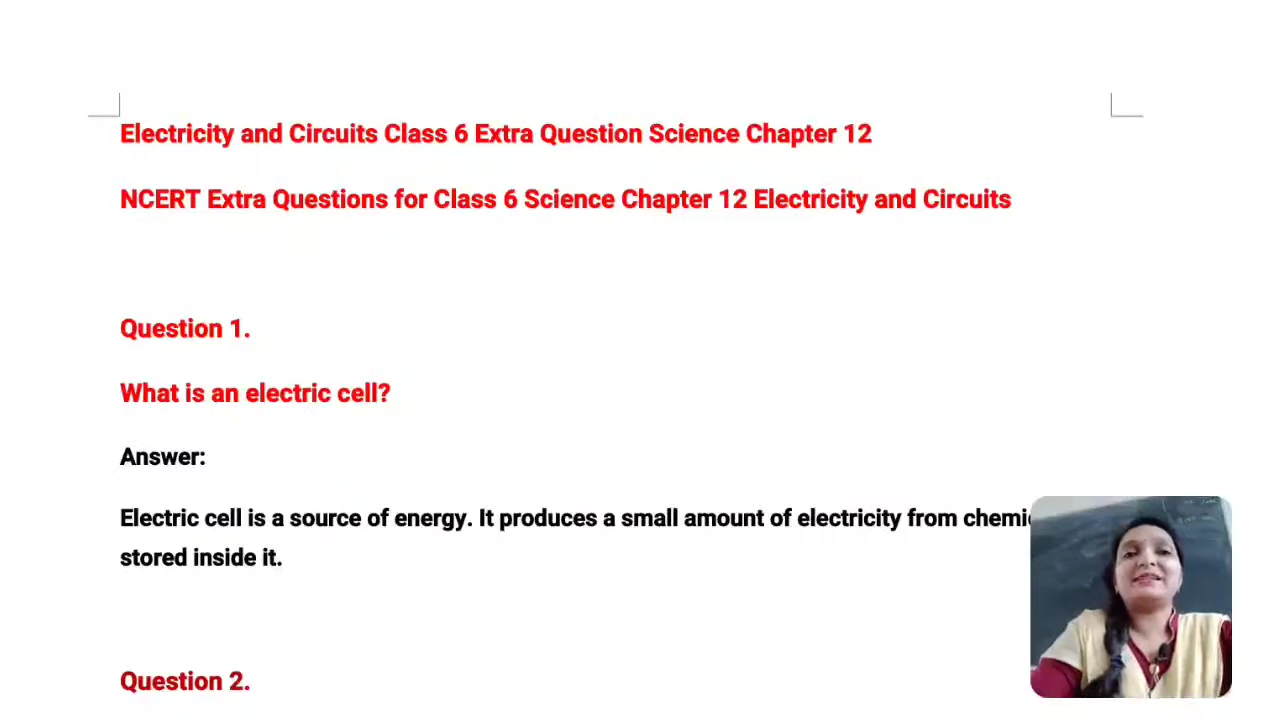 Electricity and Circuits Class 6 Extra Question Science Chapter 12
NCERT Extra Questions for Class 6 Science Chapter 12 Electricity and Circuits
Question 1.
What is an electric cell?
Answer:
Electric cell is a source of energy. It produces a small amount of electricity from
stored inside it.
Question 2.